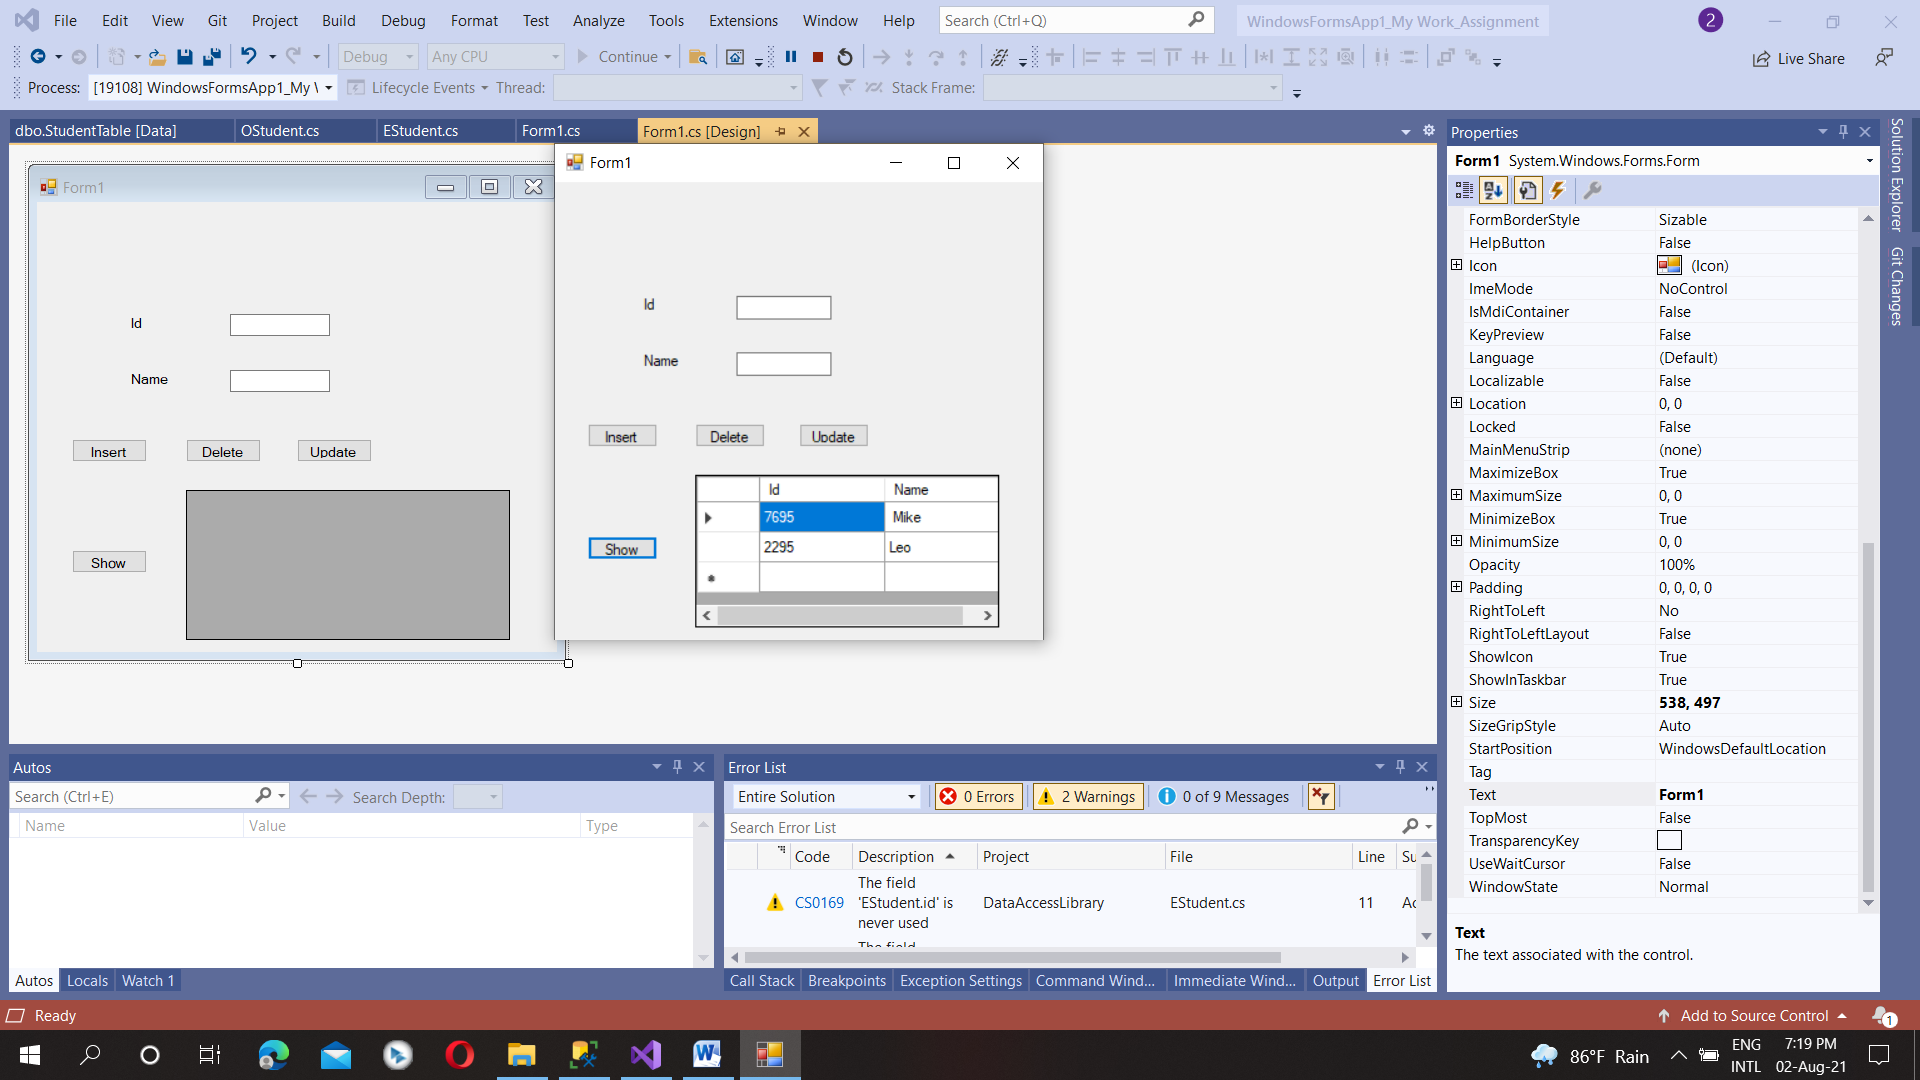 File Edit View Git Project Build Debug Format Test Analyze Tools Extensions Window Help Search (Ctrl+Q) WindowsFormsApp1_My Work_Assignment 2
Debug Any CPU Continue Live Share
Process: [19108] WindowsFormsApp1_My Lifecycle Events Thread: Stack Frame:
dbo.StudentTable [Data] OStudent.cs EStudent.cs Form1.cs Form1.cs [Design]
Form1
Id
Name
Insert Delete Update
Show
Form1
Id
Name
Insert Delete Update
Id Name
7695 Mike
2295 Leo
Show
Properties
Form1 System.Windows.Forms.Form
FormBorderStyle Sizable
HelpButton False
Icon (Icon)
ImeMode NoControl
IsMdiContainer False
KeyPreview False
Language (Default)
Localizable False
Location 0, 0
Locked False
MainMenuStrip (none)
MaximizeBox True
MaximumSize 0, 0
MinimizeBox True
MinimumSize 0, 0
Opacity 100%
Padding 0, 0, 0, 0
RightToLeft No
RightToLeftLayout False
ShowIcon True
ShowInTaskbar True
Size 538, 497
SizeGripStyle Auto
StartPosition WindowsDefaultLocation
Tag
Text Form1
TopMost False
TransparencyKey
UseWaitCursor False
WindowState Normal
Text
The text associated with the control.
Solution Explorer
Git Changes
Autos
Search (Ctrl+E) Search Depth:
Name Value Type
Autos Locals Watch 1
Error List
Entire Solution 0 Errors 2 Warnings 0 of 9 Messages
Search Error List
Code Description Project File Line Su
CS0169 The field 'EStudent.id' is never used DataAccessLibrary EStudent.cs 11 Ac
The field
Call Stack Breakpoints Exception Settings Command Wind... Immediate Wind... Output Error List
Ready Add to Source Control 1
86°F Rain ENG INTL 7:19 PM 02-Aug-21